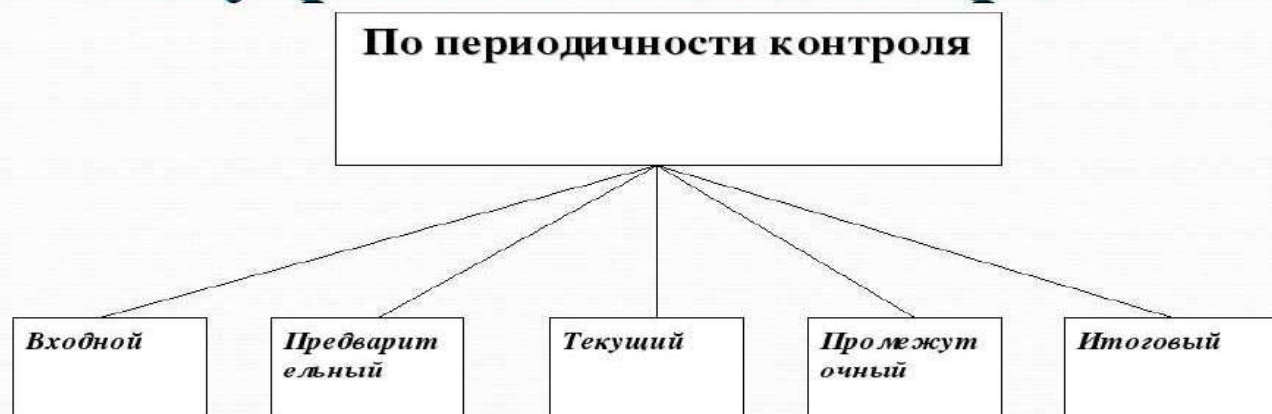 По периодичности контроля
Входной
Предварит
ельный
Текущий
Промежут
очный
Итоговый